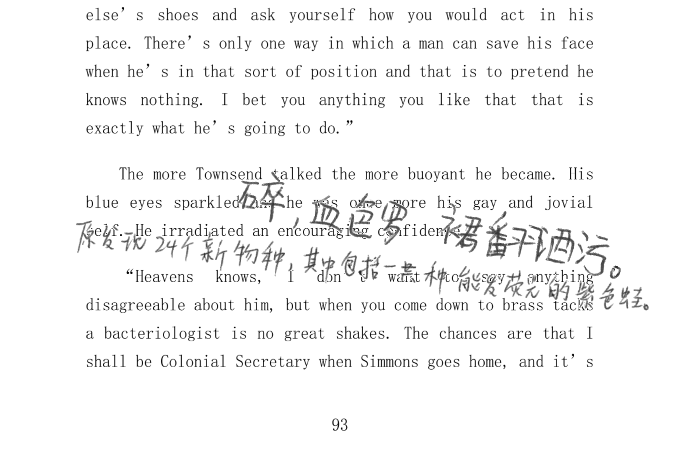 else’s shoes and ask yourself how you would act in his
place. There’s only one way in which a man can save his face
when he’s in that sort of position and that is to pretend he
knows nothing. I bet you anything you like that that is
exactly what he’s going to do.”
The more Townsend talked the more buoyant he became. His
blue eyes sparkled and he was once more his gay and jovial
碎，血色罗裙翻酒污。
self. He irradiated an encouraging confidence.
原发现24个新物种，其中包括一种能发荧光的紫色蛙。
“Heavens knows, I don’t want to say anything
disagreeable about him, but when you come down to brass tacks
a bacteriologist is no great shakes. The chances are that I
shall be Colonial Secretary when Simmons goes home, and it’s
93